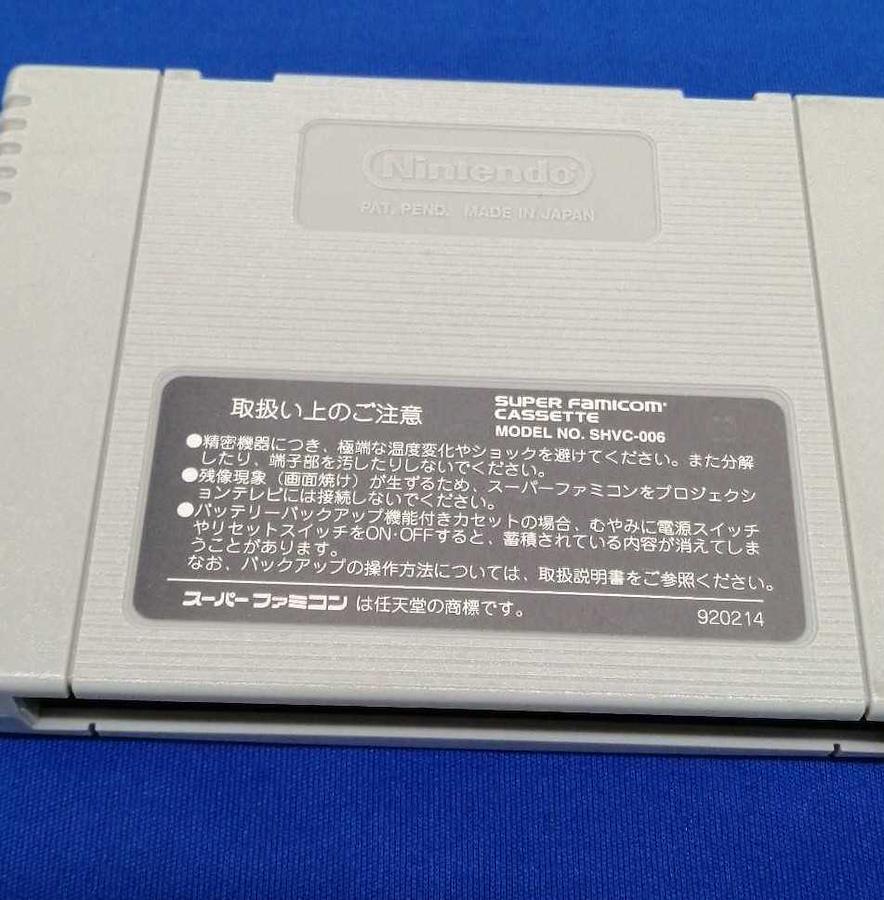 Nintendo
PAT. PEND. MADE IN JAPAN
取扱い上のご注意
SUPER FAMICOM
CASSETTE
MODEL NO. SHVC-006
●精密機器につき、極端な温度変化やショックを避けてください。また分解
したり、端子部を汚したりしないでください。
●残像現象（画面焼け）が生ずるため、スーパーファミコンをプロジェクシ
ョンテレビには接続しないでください。
●バッテリーバックアップ機能付きカセットの場合、むやみに電源スイッチ
やリセットスイッチをON・OFFすると、蓄積されている内容が消えてしま
うことがあります。
なお、バックアップの操作方法については、取扱説明書をご参照ください。
スーパーファミコン は任天堂の商標です。
920214